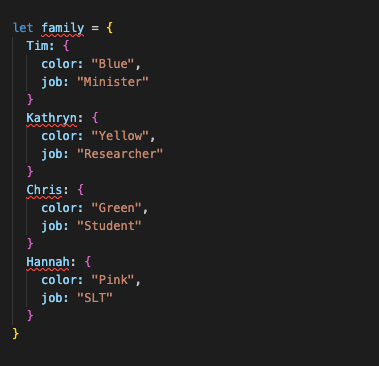 let family = {
  Tim: {
    color: "Blue",
    job: "Minister"
  }
  Kathryn: {
    color: "Yellow",
    job: "Researcher"
  }
  Chris: {
    color: "Green",
    job: "Student"
  }
  Hannah: {
    color: "Pink",
    job: "SLT"
  }
}